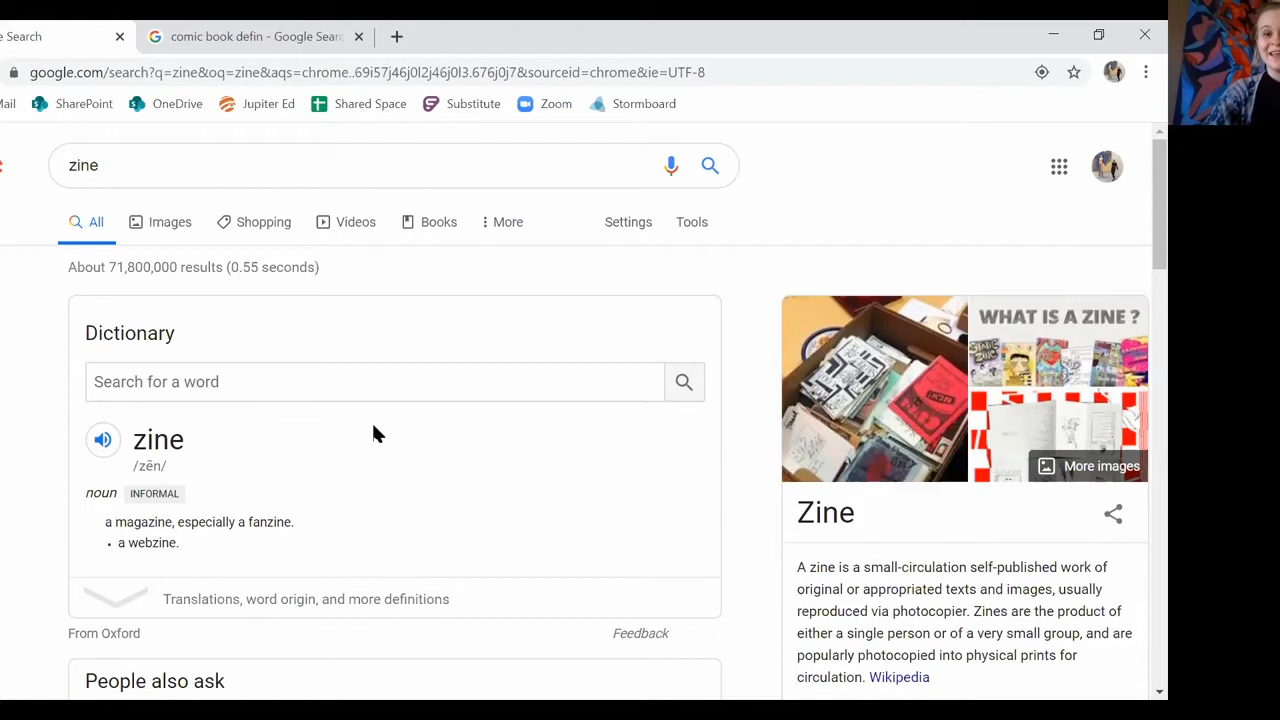 e Search
comic book defin - Google Searc
google.com/search?q=zine&oq=zine&aqs=chrome..69i57j46j0l2j46j0l3.676j0j7&sourceid=chrome&ie=UTF-8
Mail SharePoint OneDrive Jupiter Ed Shared Space Substitute Zoom Stormboard
zine
All Images Shopping Videos Books More Settings Tools
About 71,800,000 results (0.55 seconds)
Dictionary
Search for a word
zine
/zēn/
noun INFORMAL
a magazine, especially a fanzine.
• a webzine.
Translations, word origin, and more definitions
From Oxford Feedback
People also ask
WHAT IS A ZINE ?
More images
Zine
A zine is a small-circulation self-published work of
original or appropriated texts and images, usually
reproduced via photocopier. Zines are the product of
either a single person or of a very small group, and are
popularly photocopied into physical prints for
circulation. Wikipedia